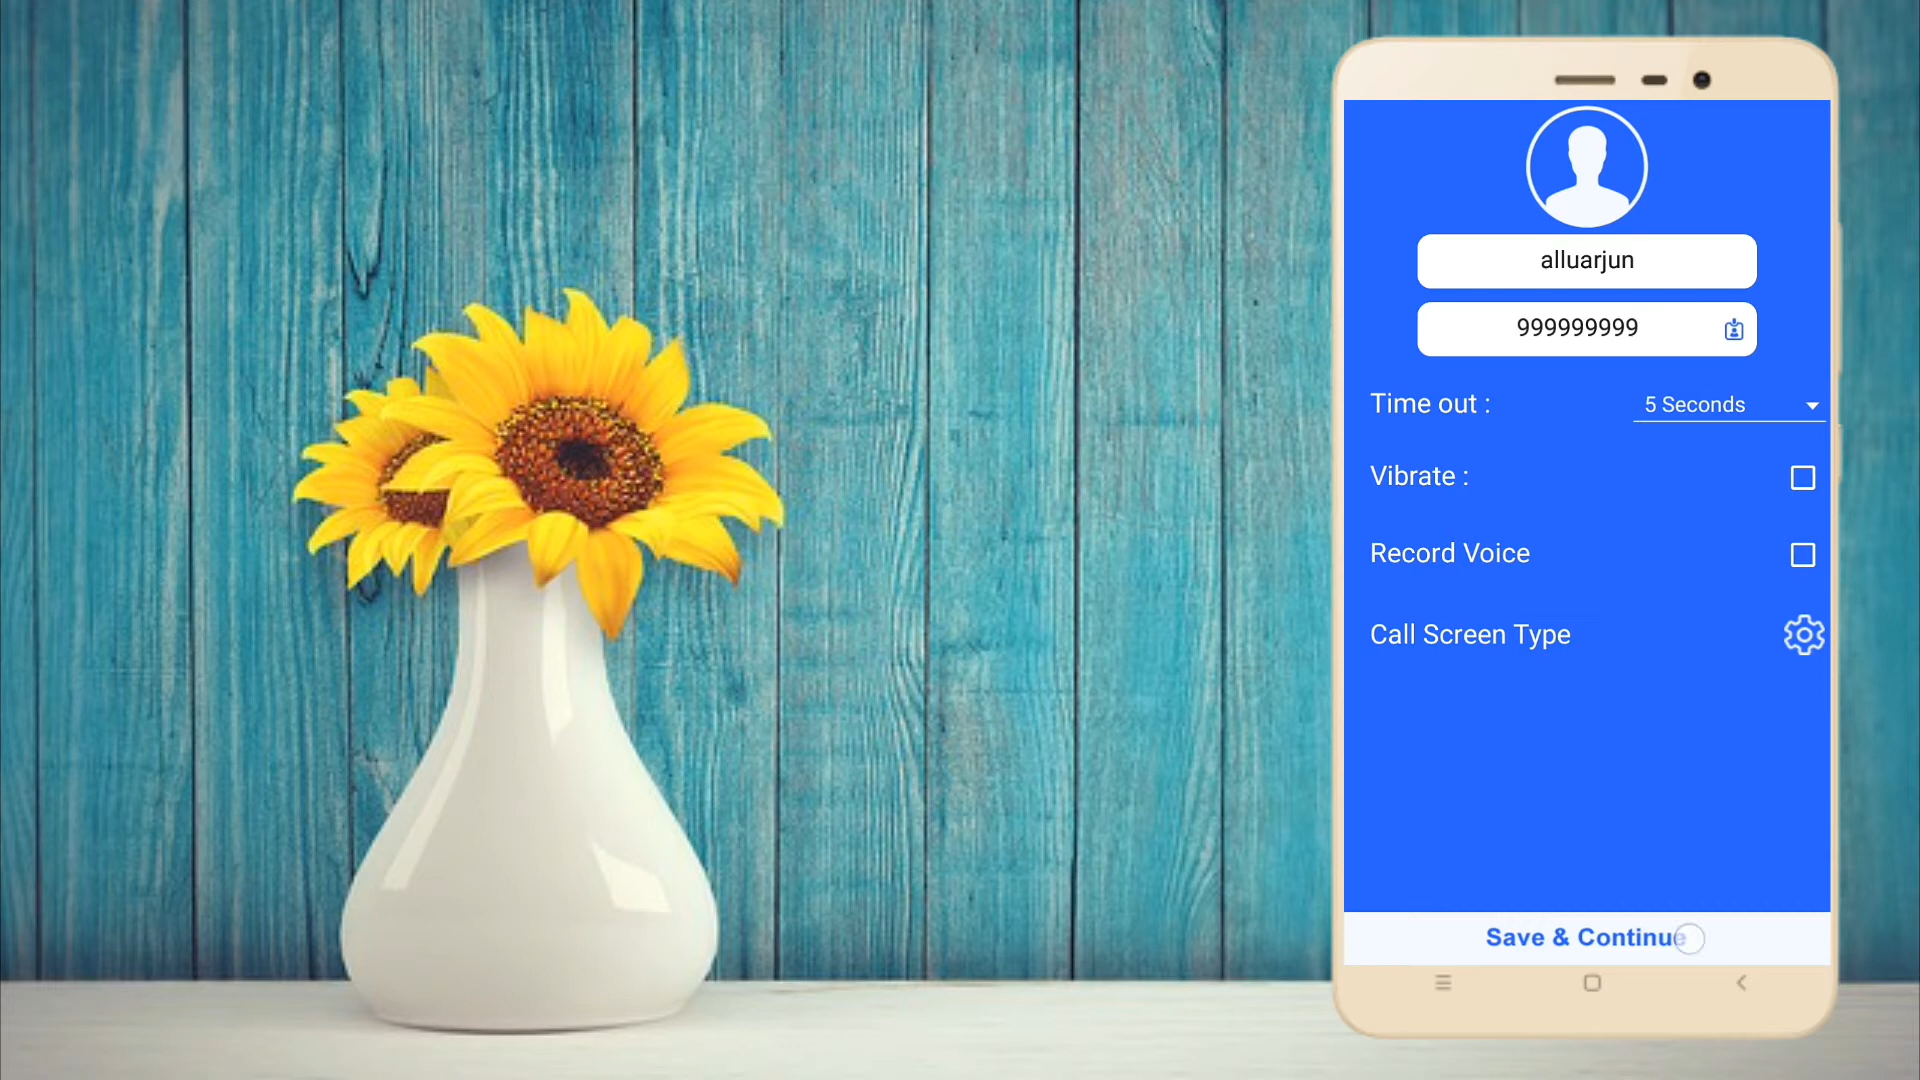 alluarjun
999999999
Time out :
5 Seconds
Vibrate :
Record Voice
Call Screen Type
Save & Continue